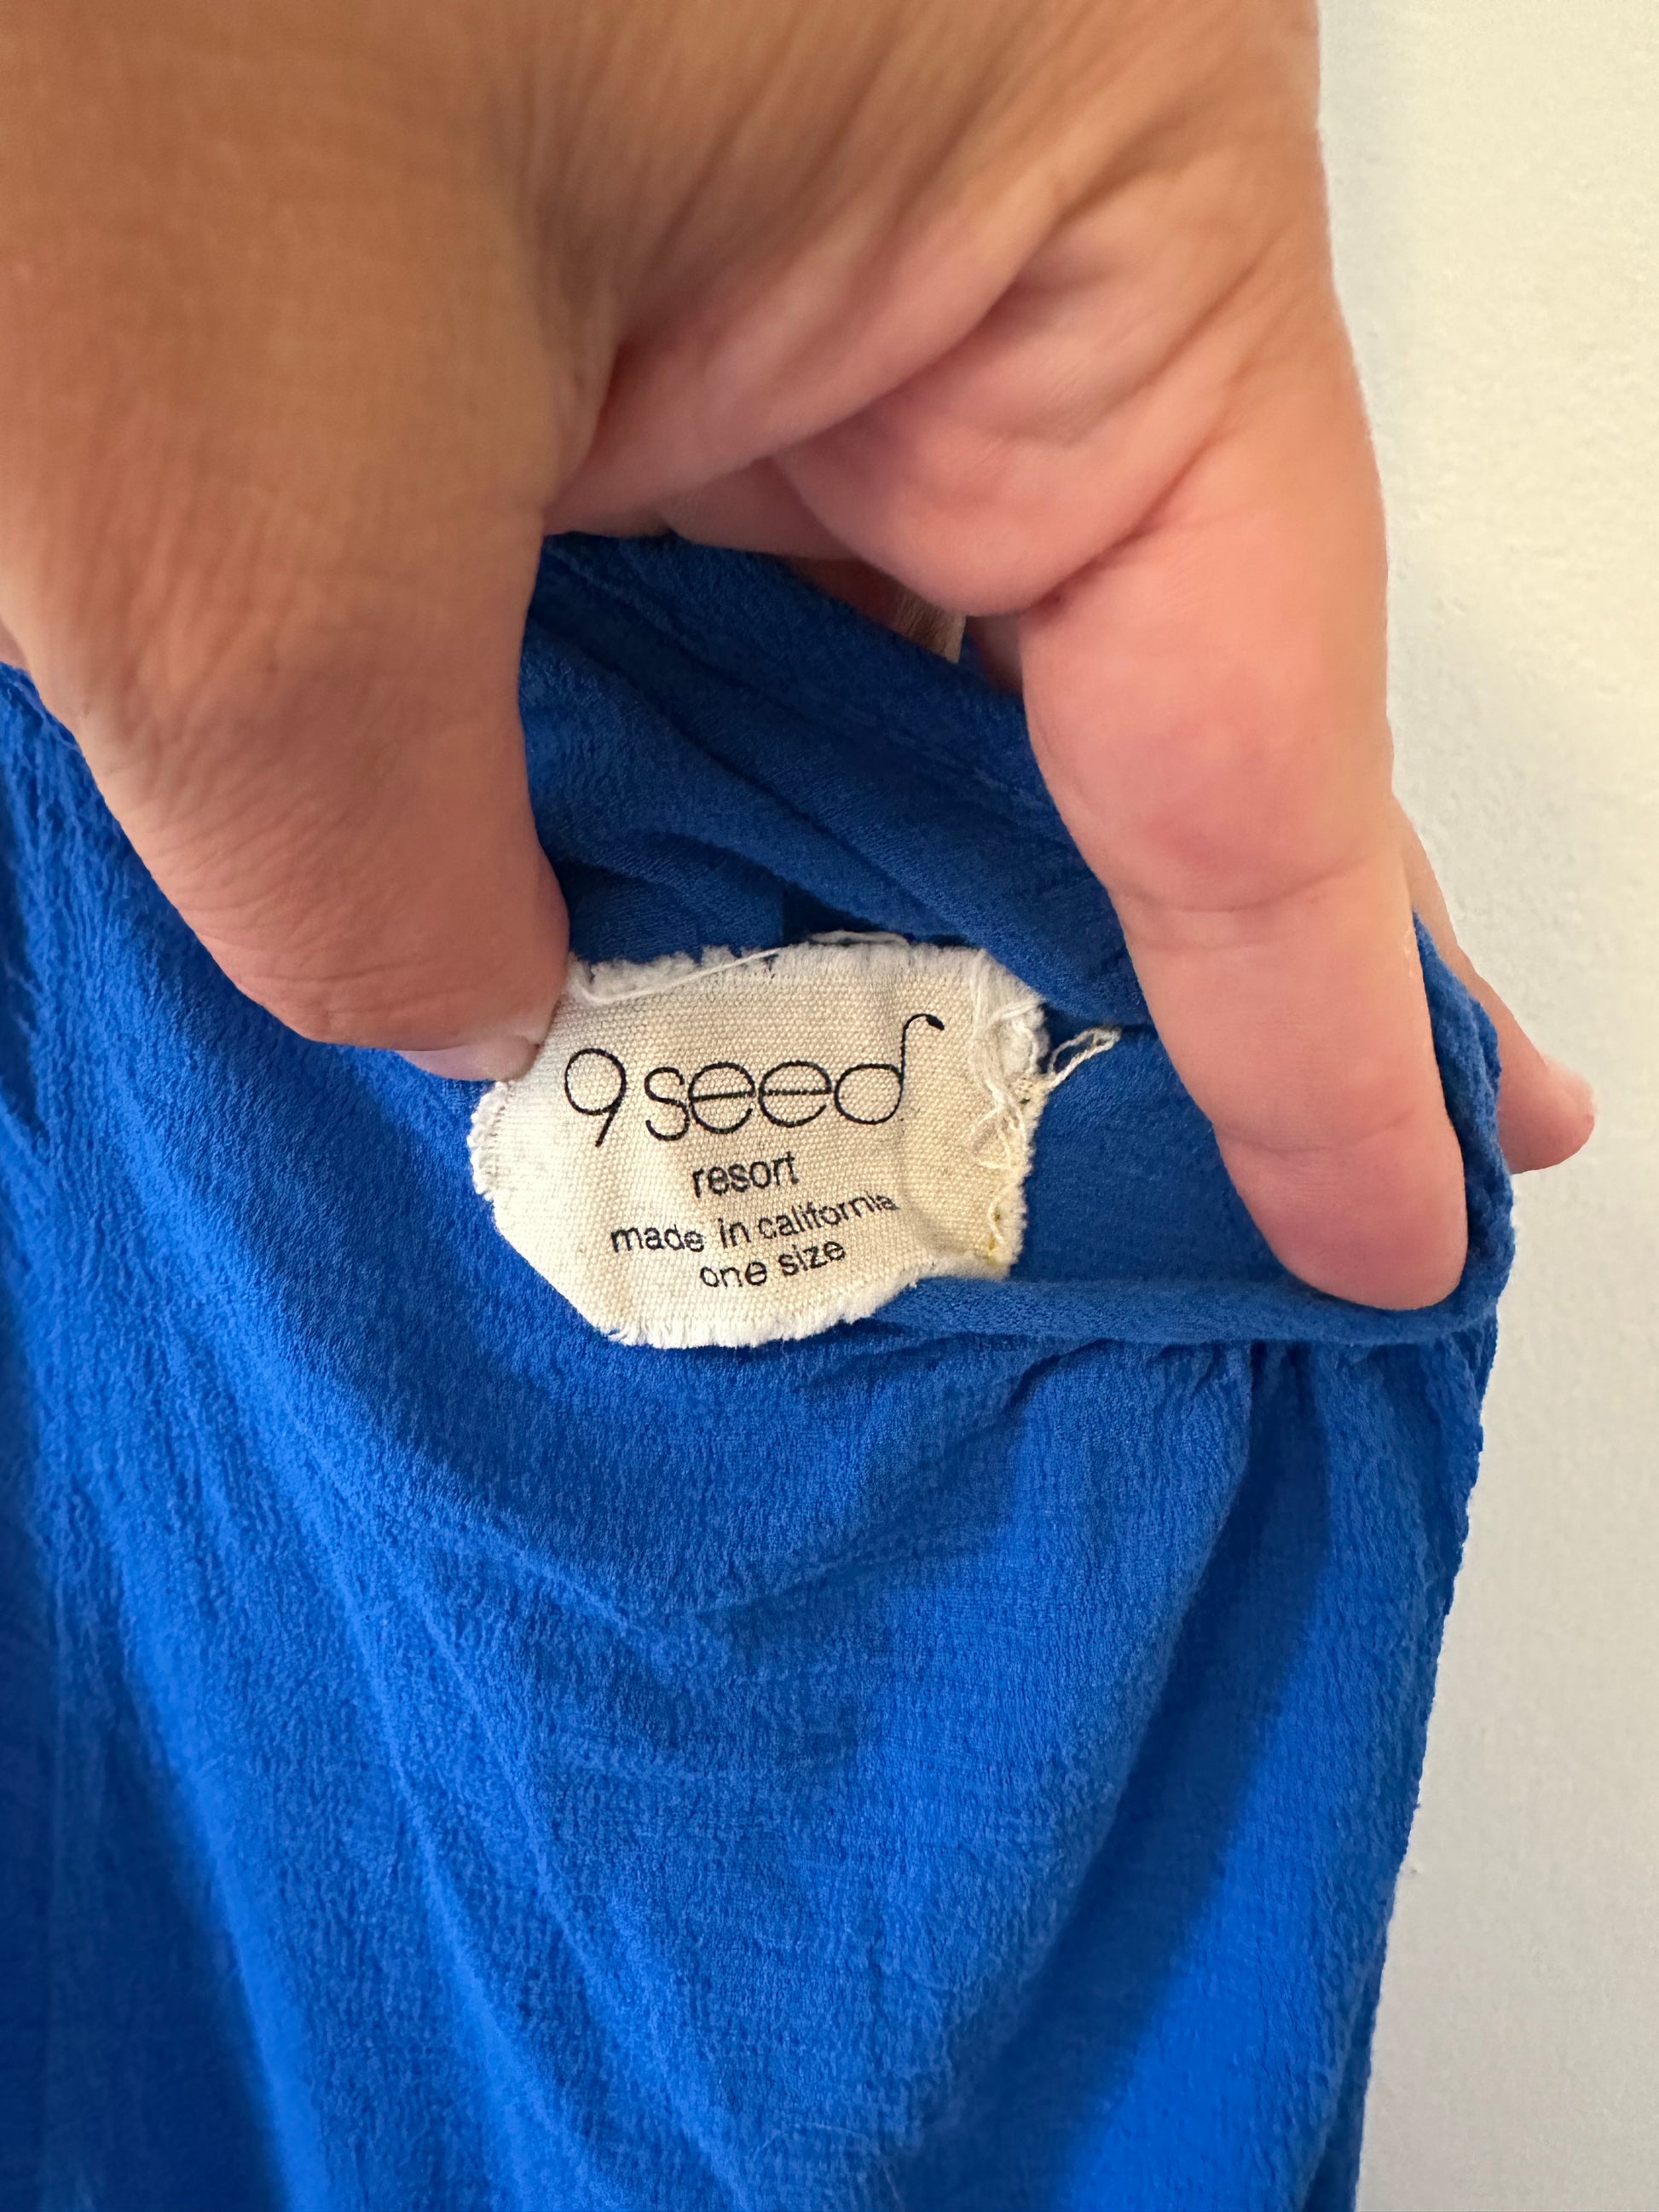 9seed
resort
made in california
one size